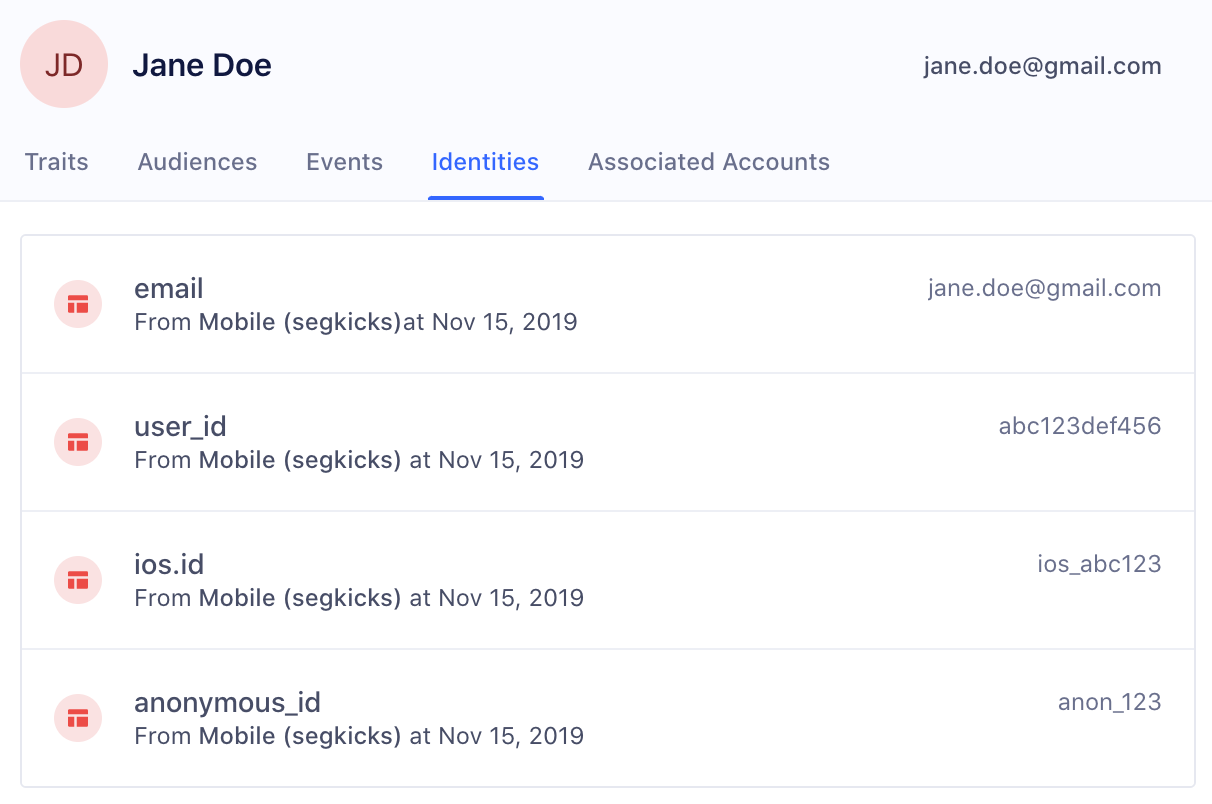 JD
Jane Doe
jane.doe@gmail.com
Traits Audiences Events Identities Associated Accounts
email
jane.doe@gmail.com
From Mobile (segkicks)at Nov 15, 2019
user_id
abc123def456
From Mobile (segkicks) at Nov 15, 2019
ios.id
ios_abc123
From Mobile (segkicks) at Nov 15, 2019
anonymous_id
anon_123
From Mobile (segkicks) at Nov 15, 2019